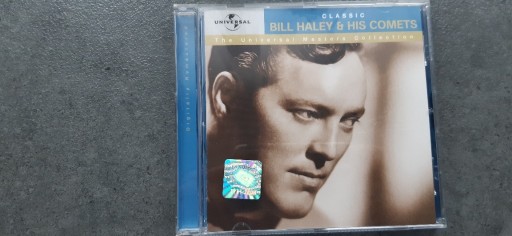 UNIVERSAL
CLASSIC
BILL HALEY & HIS COMETS
The Universal Masters Collection